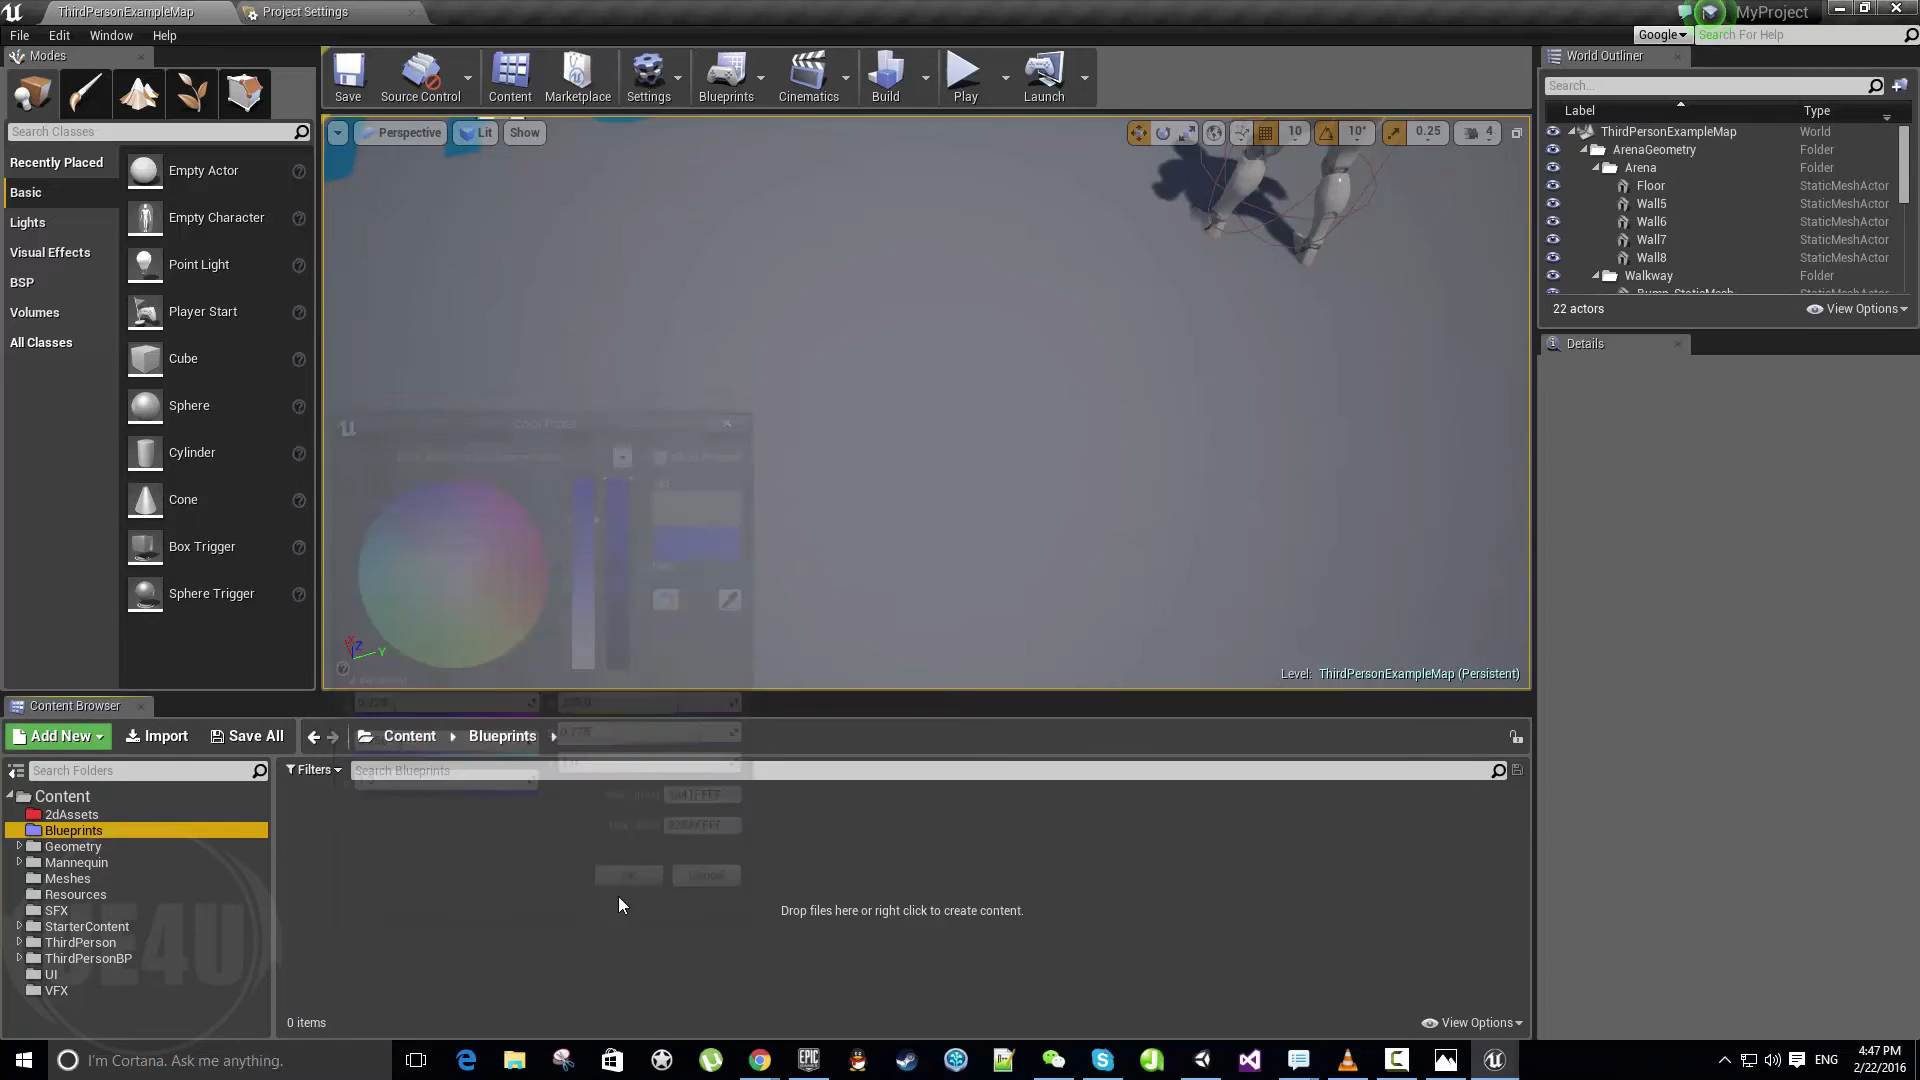 ThirdPersonExampleMap
Project Settings
MyProject
File Edit Window Help
Google
Search For Help
Modes
Save
Source Control
Content
Marketplace
Settings
Blueprints
Cinematics
Build
Play
Launch
World Outliner
Search...
Label
Type
Search Classes
Perspective
Lit
Show
10
10°
0.25
4
ThirdPersonExampleMap World
ArenaGeometry Folder
Arena Folder
Floor StaticMeshActor
Wall5 StaticMeshActor
Wall6 StaticMeshActor
Wall7 StaticMeshActor
Wall8 StaticMeshActor
Walkway Folder
Bump_StaticMesh StaticMeshActor
22 actors
View Options
Details
Recently Placed
Basic
Lights
Visual Effects
BSP
Volumes
All Classes
Empty Actor
Empty Character
Point Light
Player Start
Cube
Sphere
Cylinder
Cone
Box Trigger
Sphere Trigger
X
Z
Y
Level: ThirdPersonExampleMap (Persistent)
Content Browser
Add New
Import
Save All
Content
Blueprints
Search Folders
Filters
Search Blueprints
Content
2dAssets
Blueprints
Geometry
Mannequin
Meshes
Resources
SFX
StarterContent
ThirdPerson
ThirdPersonBP
UI
VFX
OK
Cancel
Drop files here or right click to create content.
0 items
View Options
I'm Cortana. Ask me anything.
EPIC
ENG
4:47 PM
2/22/2016